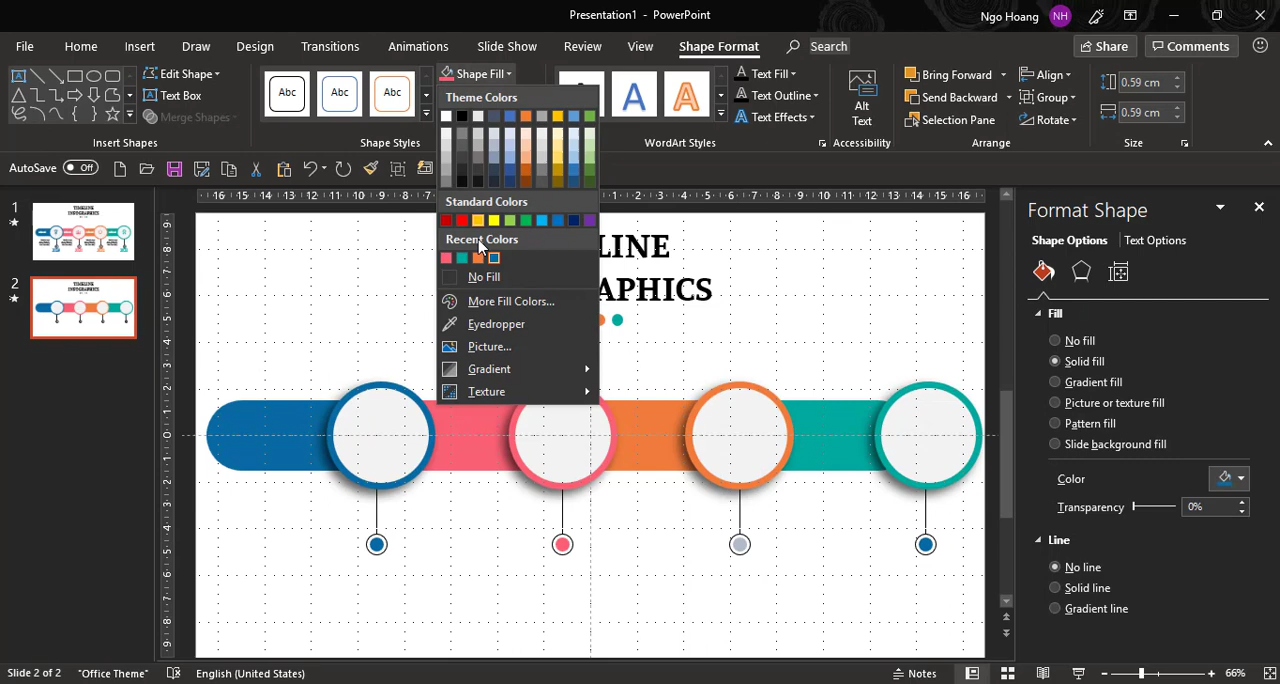 Presentation1 - PowerPoint
Ngo Hoang NH
File Home Insert Draw Design Transitions Animations Slide Show Review View Shape Format Search Share Comments
Edit Shape Text Box Merge Shapes
Insert Shapes
Abc Abc Abc
Shape Styles
Shape Fill
A A
WordArt Styles
Text Fill
Text Outline
Text Effects
Alt
Text
Accessibility
Bring Forward
Send Backward
Selection Pane
Align
Group
Rotate
Arrange
0.59 cm
0.59 cm
Size
AutoSave Off
Theme Colors
Standard Colors
Recent Colors
No Fill
More Fill Colors...
Eyedropper
Picture...
Gradient
Texture
1
TIMELINE
INFOGRAPHICS
2
TIMELINE
INFOGRAPHICS
LINE
APHICS
Format Shape
Shape Options Text Options
Fill
No fill
Solid fill
Gradient fill
Picture or texture fill
Pattern fill
Slide background fill
Color
Transparency 0%
Line
No line
Solid line
Gradient line
Slide 2 of 2 "Office Theme" English (United States) Notes 66%